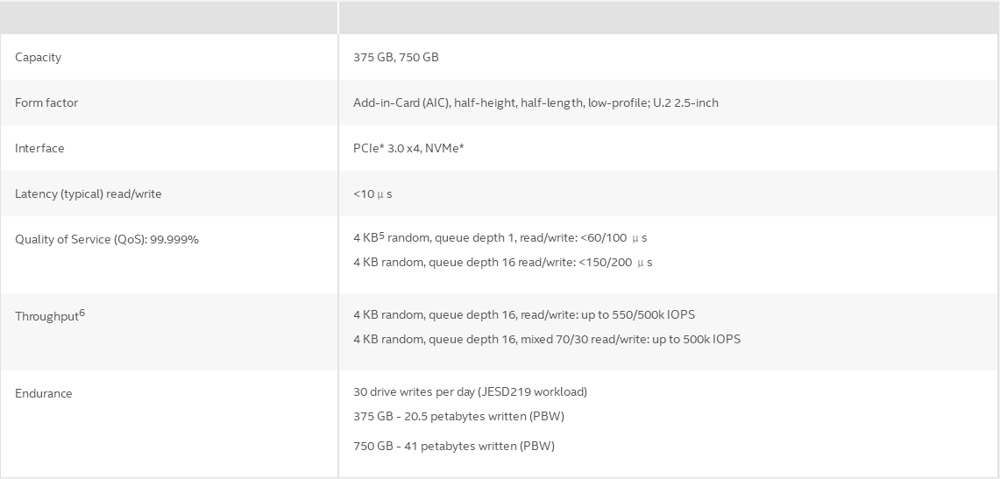 Capacity
375 GB, 750 GB
Form factor
Add-in-Card (AIC), half-height, half-length, low-profile; U.2 2.5-inch
Interface
PCIe* 3.0 x4, NVMe*
Latency (typical) read/write
<10 μ s
Quality of Service (QoS): 99.999%
4 KB5 random, queue depth 1, read/write: <60/100 μ s
4 KB random, queue depth 16 read/write: <150/200 μ s
Throughput6
4 KB random, queue depth 16, read/write: up to 550/500k IOPS
4 KB random, queue depth 16, mixed 70/30 read/write: up to 500k IOPS
Endurance
30 drive writes per day (JESD219 workload)
375 GB - 20.5 petabytes written (PBW)
750 GB - 41 petabytes written (PBW)